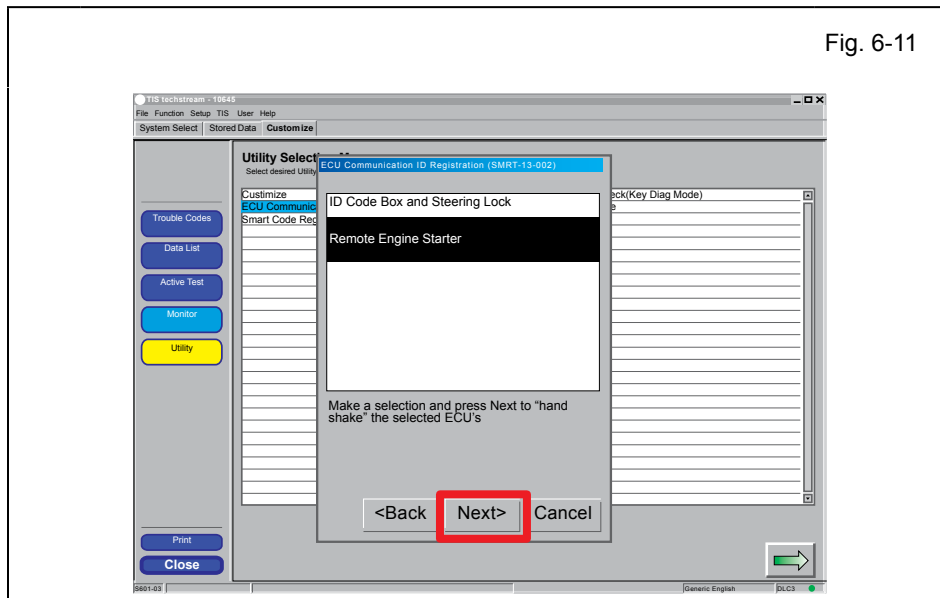 Fig. 6-11
TIS techstream - 10645
File Function Setup TIS User Help
System Select Stored Data Customize
Utility Select
Select desired Utility
ECU Communication ID Registration (SMRT-13-002)
Custimize
eck(Key Diag Mode)
ECU Communic
e
Smart Code Reg
ID Code Box and Steering Lock
Remote Engine Starter
Trouble Codes
Data List
Active Test
Monitor
Utility
Make a selection and press Next to “hand
shake” the selected ECU's
<Back Next> Cancel
Print
Close
S601-03
Generic English
DLC3